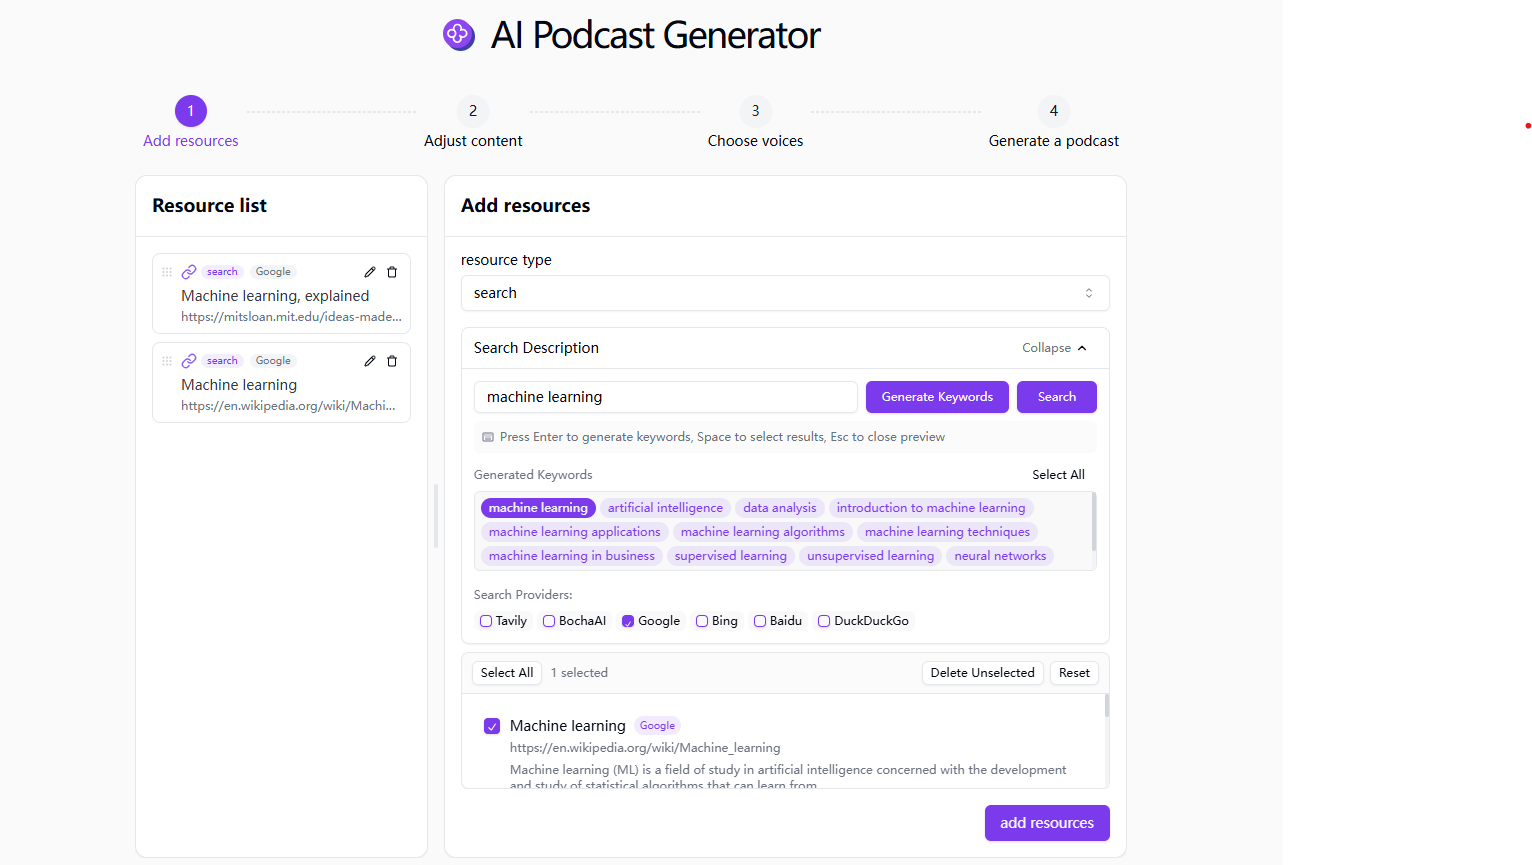 AI Podcast Generator
1
2
3
4
Add resources
Adjust content
Choose voices
Generate a podcast
Resource list
search
Google
Machine learning, explained
https://mitsloan.mit.edu/ideas-made...
search
Google
Machine learning
https://en.wikipedia.org/wiki/Machi...
Add resources
resource type
search
Search Description
Collapse
machine learning
Generate Keywords
Search
Press Enter to generate keywords, Space to select results, Esc to close preview
Generated Keywords
Select All
machine learning artificial intelligence data analysis introduction to machine learning
machine learning applications machine learning algorithms machine learning techniques
machine learning in business supervised learning unsupervised learning neural networks
Search Providers:
Tavily BochaAI Google Bing Baidu DuckDuckGo
Select All 1 selected
Delete Unselected Reset
Machine learning Google
https://en.wikipedia.org/wiki/Machine_learning
Machine learning (ML) is a field of study in artificial intelligence concerned with the development
and study of statistical algorithms that can learn from
add resources